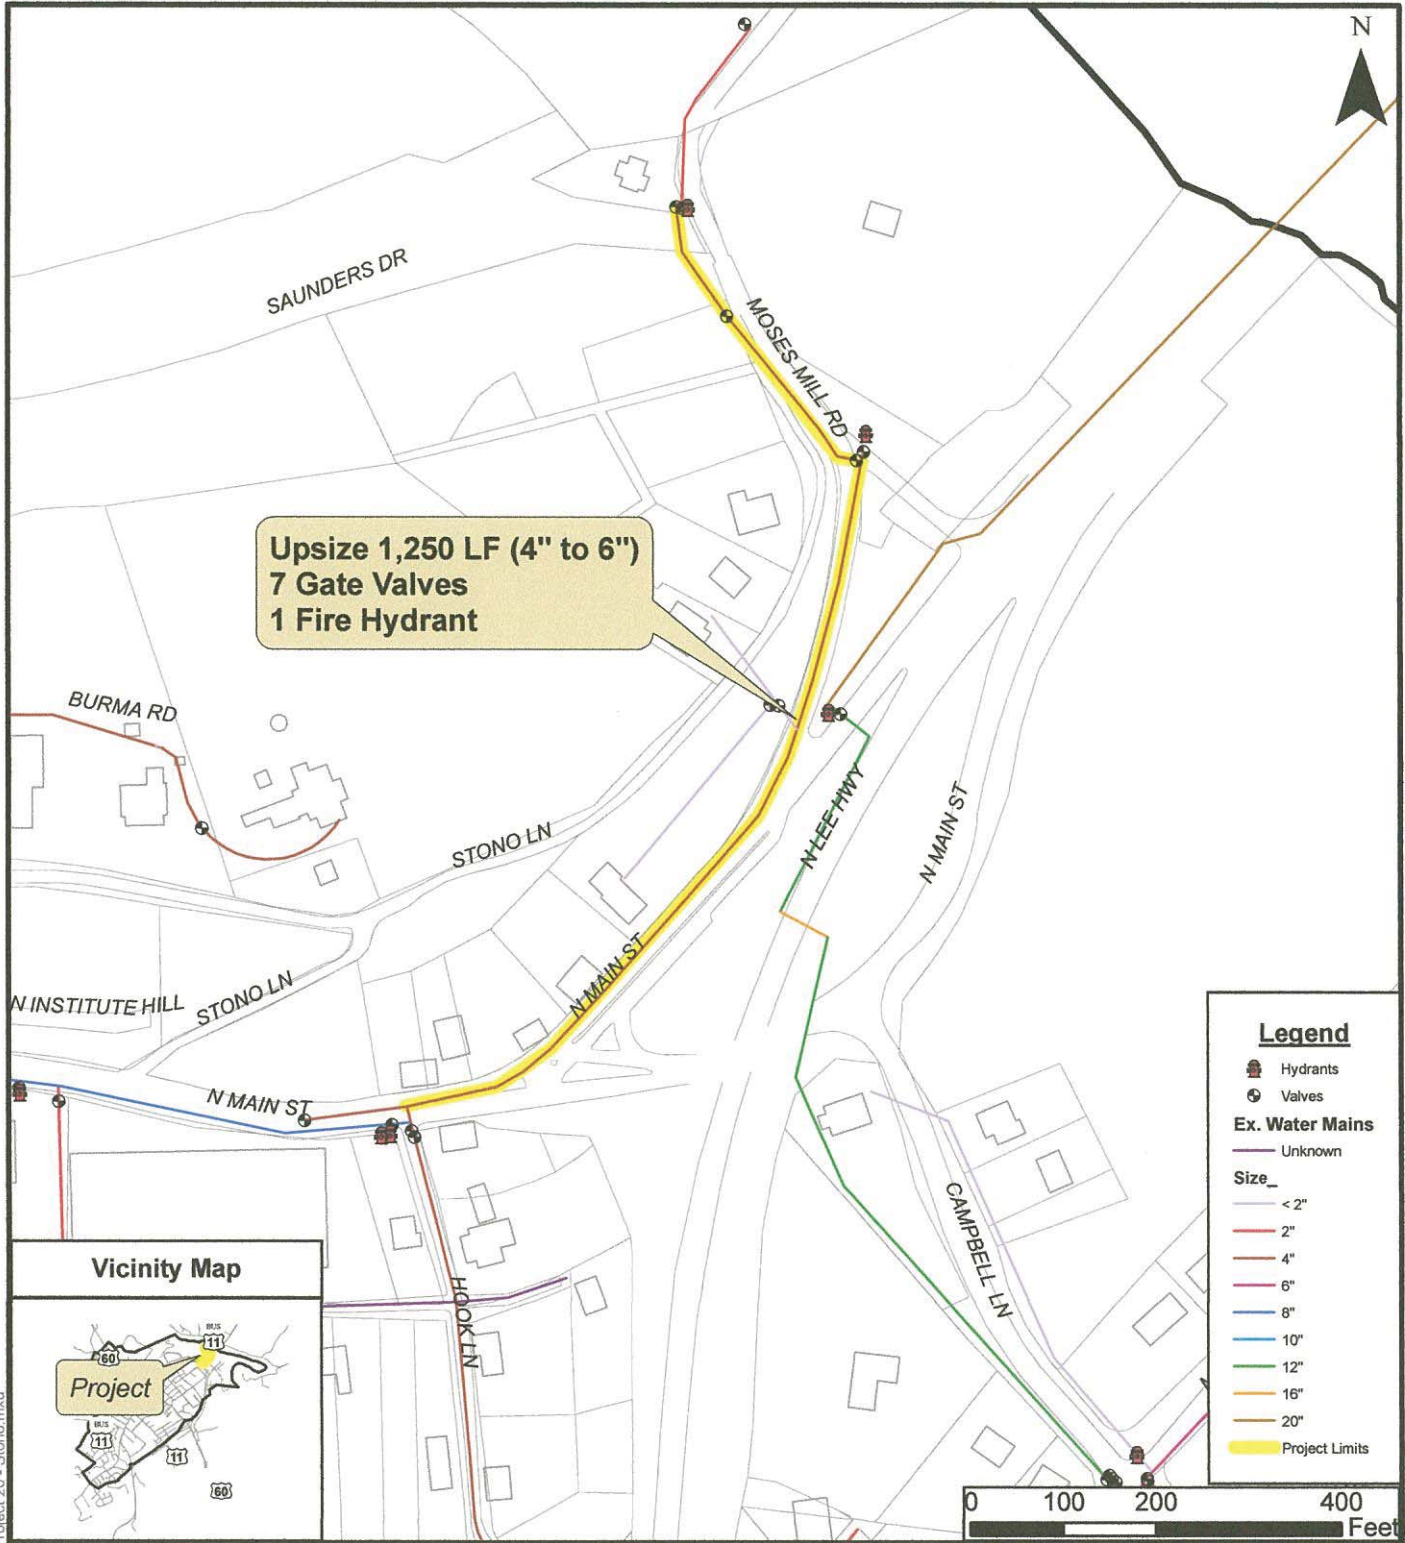 N
SAUNDERS DR
MOSES MILL RD
Upsize 1,250 LF (4" to 6")
7 Gate Valves
1 Fire Hydrant
BURMA RD
N LEE HWY
N MAIN ST
STONO LN
N MAIN ST
N INSTITUTE HILL
STONO LN
N MAIN ST
CAMPBELL LN
HOOK LN
Legend
Hydrants
Valves
Ex. Water Mains
Unknown
Size_
< 2"
2"
4"
6"
8"
10"
12"
16"
20"
Project Limits
Vicinity Map
BUS
11
60
Project
BUS
11
11
60
0 100 200 400
Feet